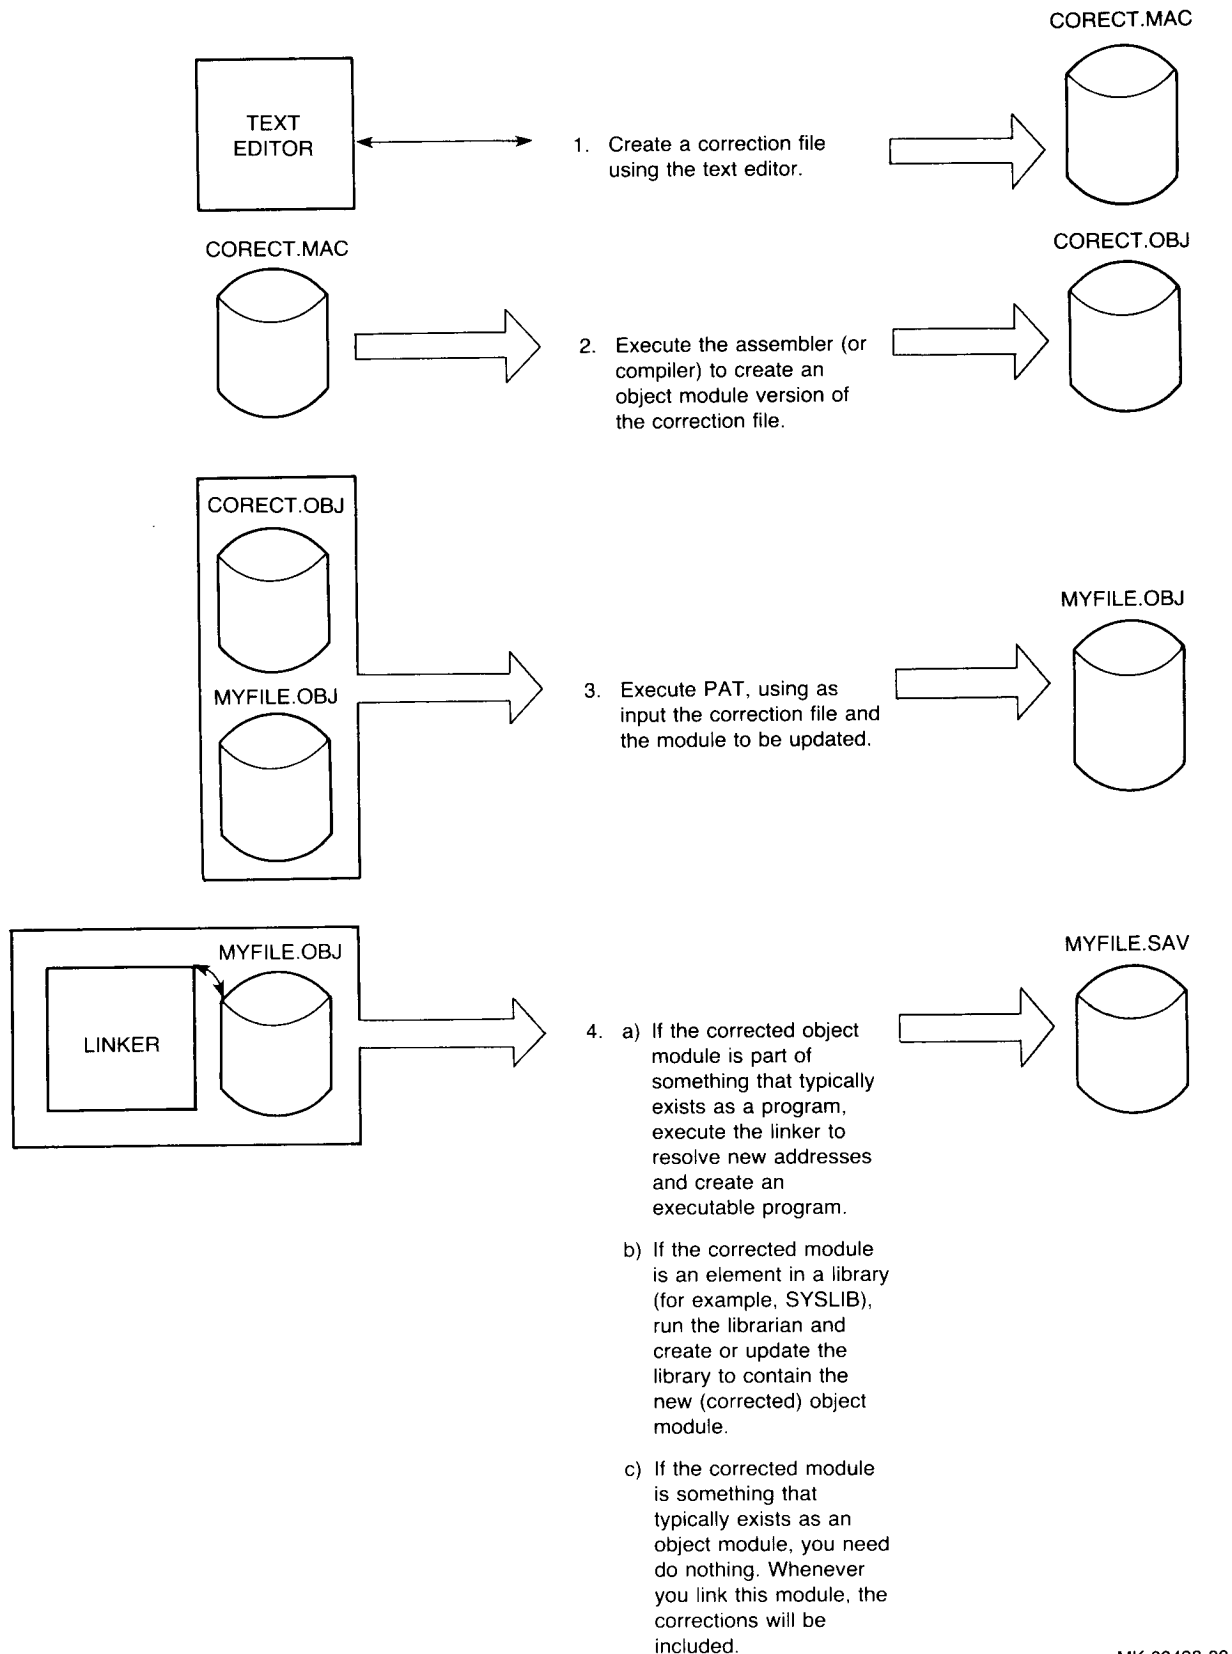 CORECT.MAC
TEXT
EDITOR
1. Create a correction file
using the text editor.
CORECT.MAC
CORECT.OBJ
2. Execute the assembler (or
compiler) to create an
object module version of
the correction file.
CORECT.OBJ
MYFILE.OBJ
MYFILE.OBJ
3. Execute PAT, using as
input the correction file and
the module to be updated.
MYFILE.OBJ
LINKER
MYFILE.SAV
4. a) If the corrected object
module is part of
something that typically
exists as a program,
execute the linker to
resolve new addresses
and create an
executable program.
b) If the corrected module
is an element in a library
(for example, SYSLIB),
run the librarian and
create or update the
library to contain the
new (corrected) object
module.
c) If the corrected module
is something that
typically exists as an
object module, you need
do nothing. Whenever
you link this module, the
corrections will be
included.